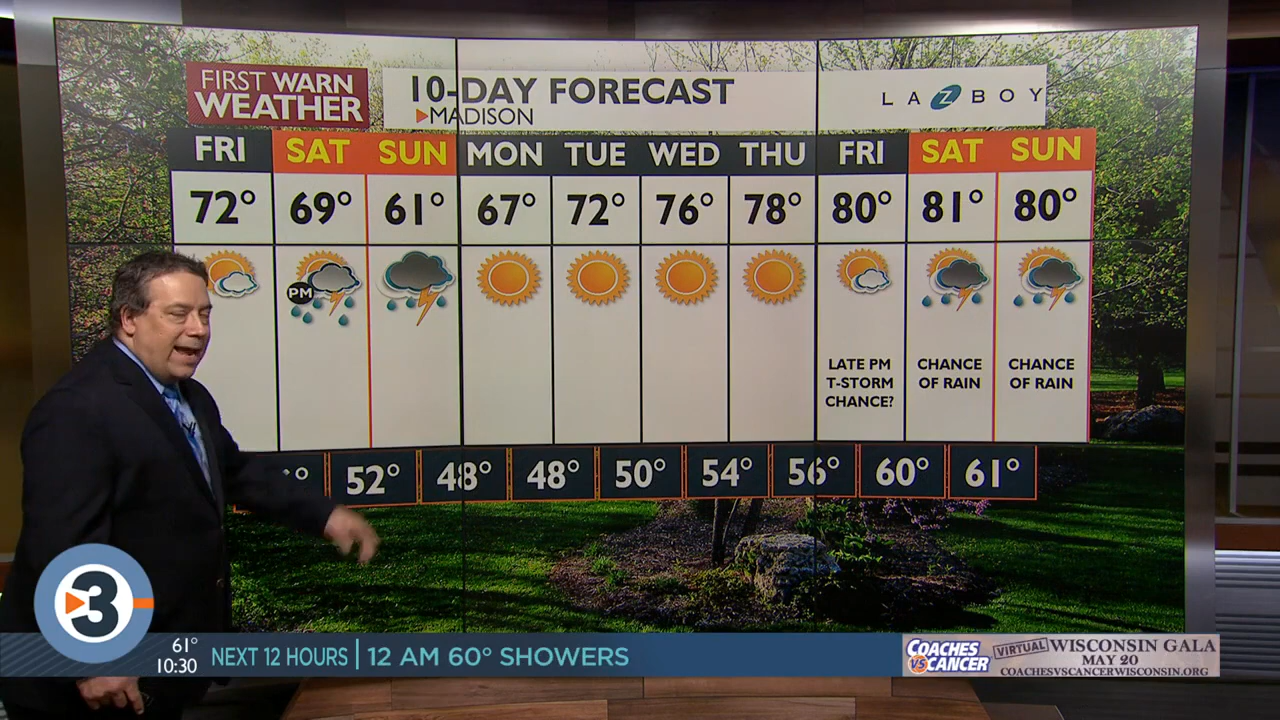 FIRST WARN
WEATHER
10-DAY FORECAST
▶MADISON
LA Z BOY
FRI SAT SUN MON TUE WED THU FRI SAT SUN
72° 69° 61° 67° 72° 76° 78° 80° 81° 80°
PM
LATE PM
T-STORM
CHANCE?
CHANCE
OF RAIN
CHANCE
OF RAIN
52° 48° 48° 50° 54° 56° 60° 61°
3
61°
10:30
NEXT 12 HOURS | 12 AM 60° SHOWERS
COACHES
VS
CANCER
VIRTUAL WISCONSIN GALA
MAY 20
COACHESVSCANCERWISCONSIN.ORG